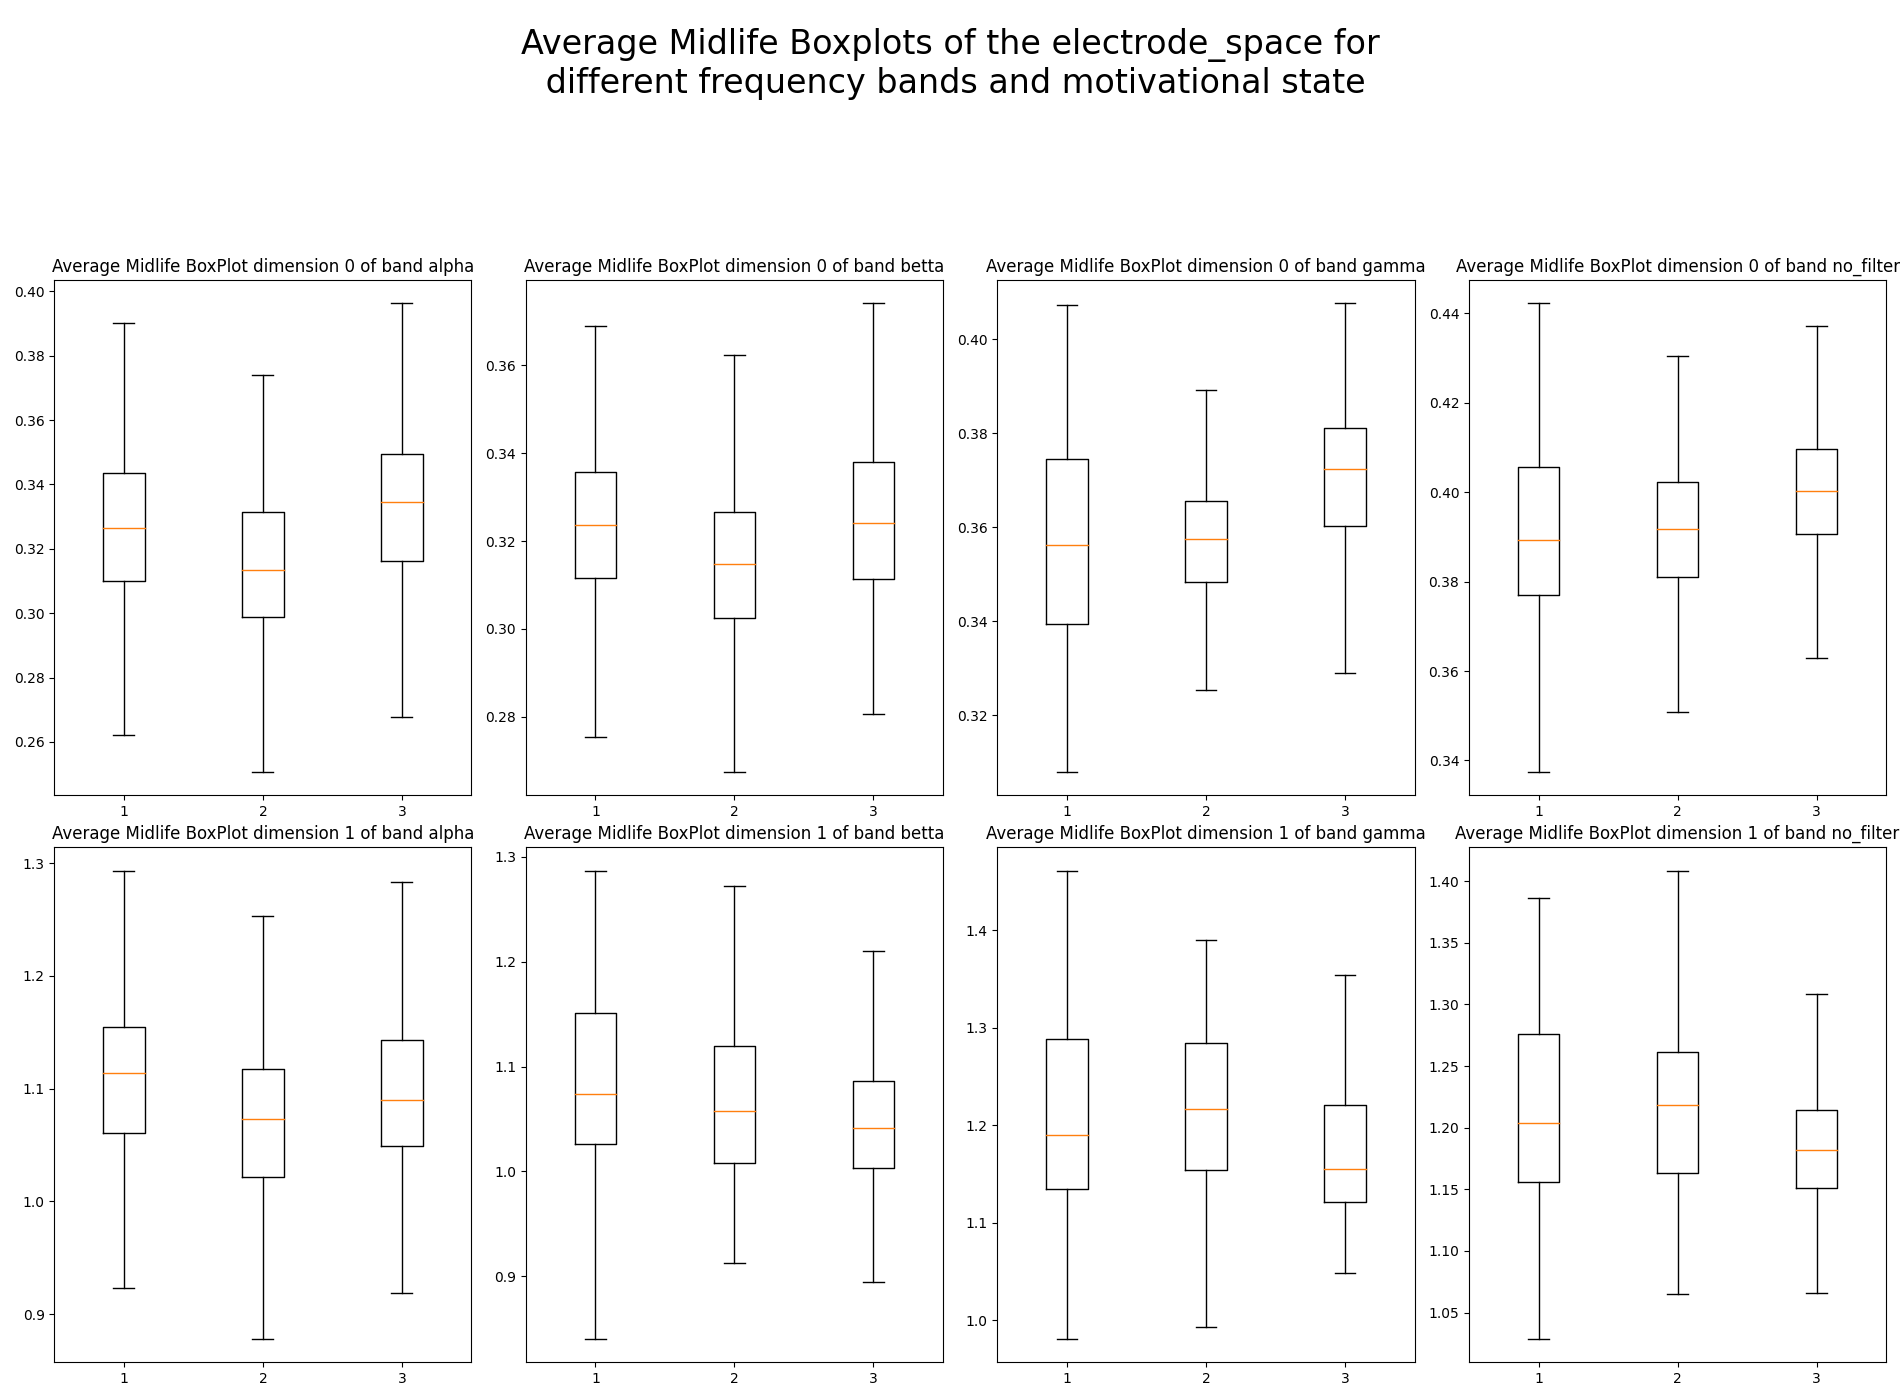 Average Midlife Boxplots of the electrode_space for
different frequency bands and motivational state
Average Midlife BoxPlot dimension 0 of band alpha
0.40
0.38
0.36
0.34
0.32
0.30
0.28
0.26
1 2 3
Average Midlife BoxPlot dimension 0 of band betta
0.36
0.34
0.32
0.30
0.28
1 2 3
Average Midlife BoxPlot dimension 0 of band gamma
0.40
0.38
0.36
0.34
0.32
1 2 3
Average Midlife BoxPlot dimension 0 of band no_filter
0.44
0.42
0.40
0.38
0.36
0.34
1 2 3
Average Midlife BoxPlot dimension 1 of band alpha
1.3
1.2
1.1
1.0
0.9
1 2 3
Average Midlife BoxPlot dimension 1 of band betta
1.3
1.2
1.1
1.0
0.9
1 2 3
Average Midlife BoxPlot dimension 1 of band gamma
1.4
1.3
1.2
1.1
1.0
1 2 3
Average Midlife BoxPlot dimension 1 of band no_filter
1.40
1.35
1.30
1.25
1.20
1.15
1.10
1.05
1 2 3